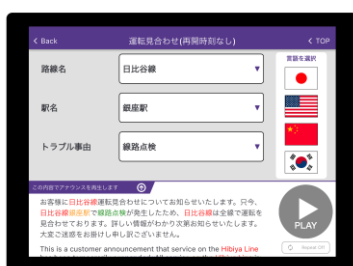 < Back 運転見合わせ(再開時刻なし) < TOP
路線名 日比谷線 ▼
言語を選択
駅名 銀座駅 ▼
トラブル事由 線路点検 ▼
この内容でアナウンスを再生します
お客様に日比谷線運転見合わせについてお知らせいたします。只今、
日比谷線銀座駅で線路点検が発生したため、日比谷線は全線で運転を
見合わせております。詳しい情報がわかり次第お知らせいたします。
大変ご迷惑をお掛けし申し訳ございません。
PLAY
This is a customer announcement that service on the Hibiya Line
Repeat Off